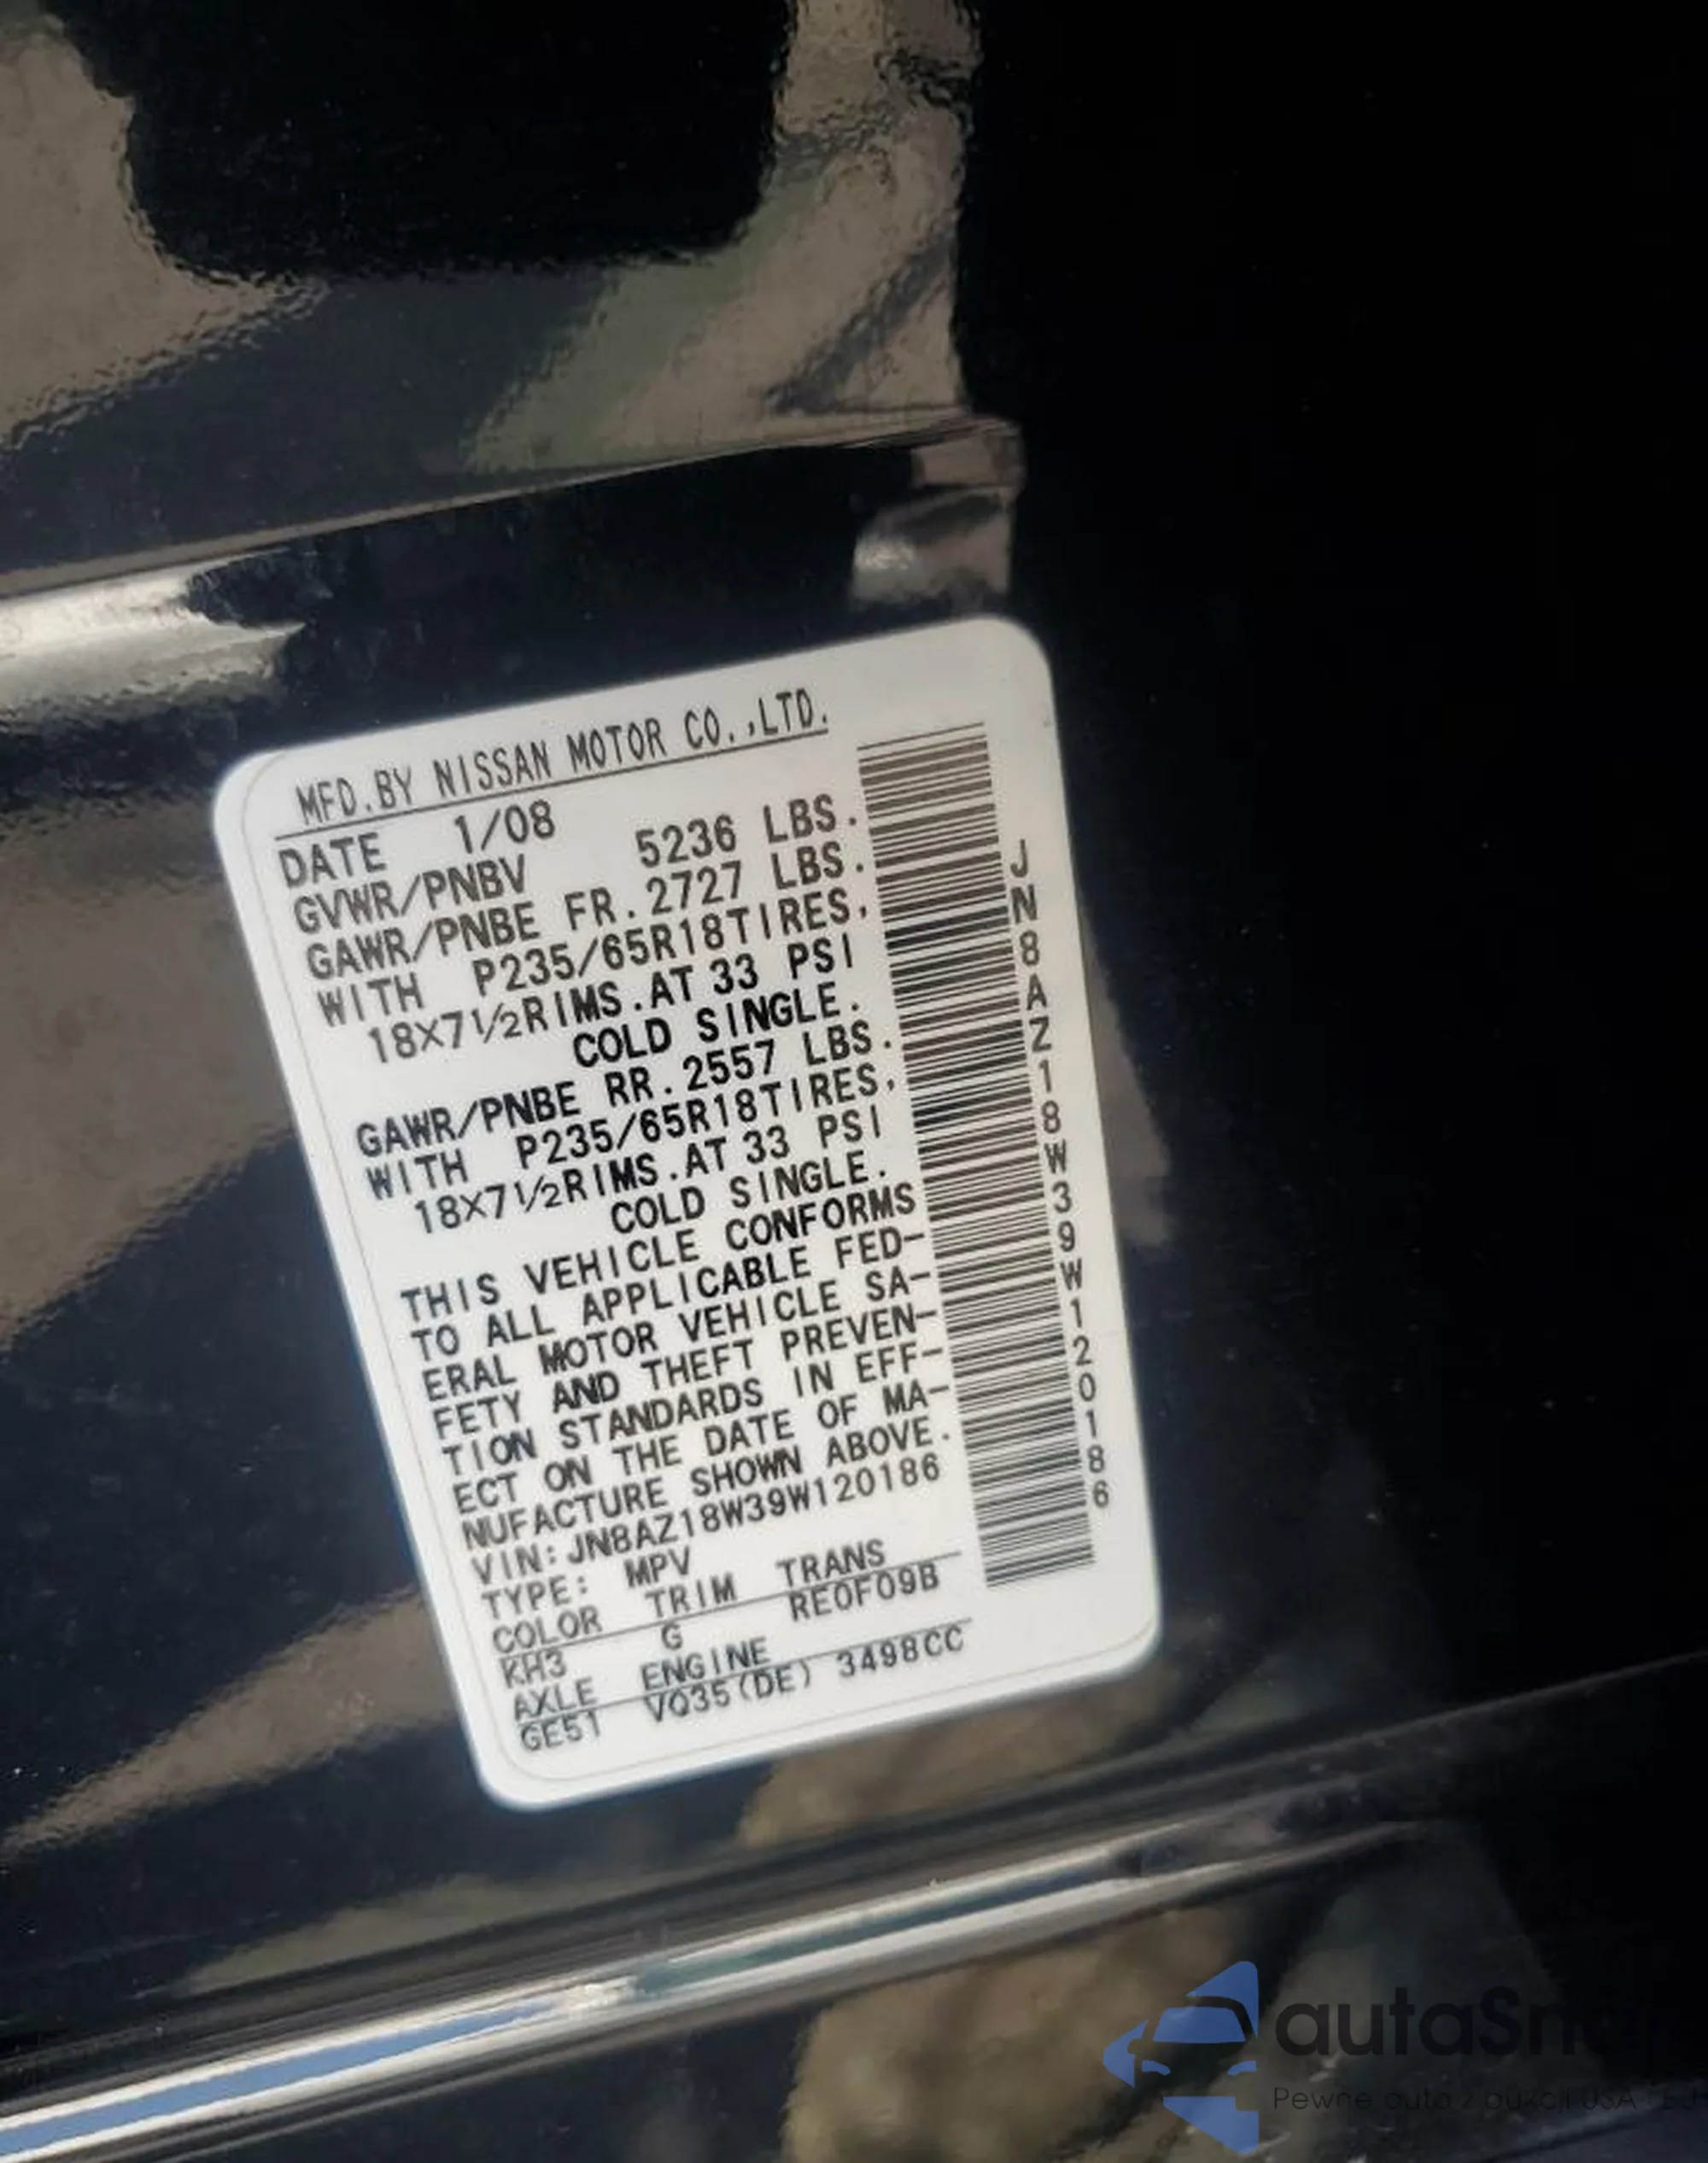 MFD.BY NISSAN MOTOR CO.,LTD.
DATE 1/08
GVWR/PNBV 5236 LBS.
GAWR/PNBE FR.2727 LBS.
WITH P235/65R18TIRES,
18X7½RIMS.AT 33 PSI
COLD SINGLE.
GAWR/PNBE RR.2557 LBS.
WITH P235/65R18TIRES,
18X7½RIMS.AT 33 PSI
COLD SINGLE.
THIS VEHICLE CONFORMS
TO ALL APPLICABLE FED-
ERAL MOTOR VEHICLE SA-
FETY AND THEFT PREVEN-
TION STANDARDS IN EFF-
ECT ON THE DATE OF MA-
NUFACTURE SHOWN ABOVE.
VIN:JN8AZ18W39W120186
TYPE: MPV
COLOR TRIM TRANS
KH3 G RE0F09B
AXLE ENGINE
GE51 VQ35(DE) 3498CC
JN8AZ18W39W120186
Pewne auta z aukcji USA